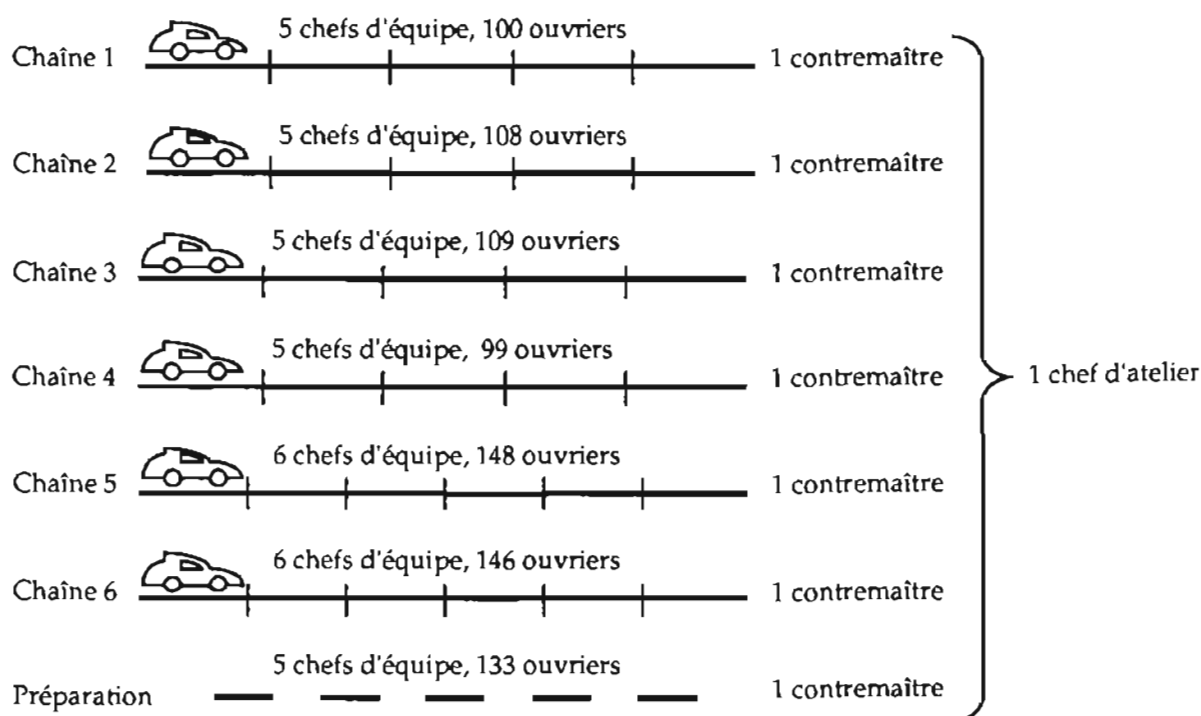 5 chefs d'équipe, 100 ouvriers
Chaîne 1 1 contremaître
5 chefs d'équipe, 108 ouvriers
Chaîne 2 1 contremaître
5 chefs d'équipe, 109 ouvriers
Chaîne 3 1 contremaître
5 chefs d'équipe, 99 ouvriers
Chaîne 4 1 contremaître
1 chef d'atelier
6 chefs d'équipe, 148 ouvriers
Chaîne 5 1 contremaître
6 chefs d'équipe, 146 ouvriers
Chaîne 6 1 contremaître
5 chefs d'équipe, 133 ouvriers
Préparation 1 contremaître